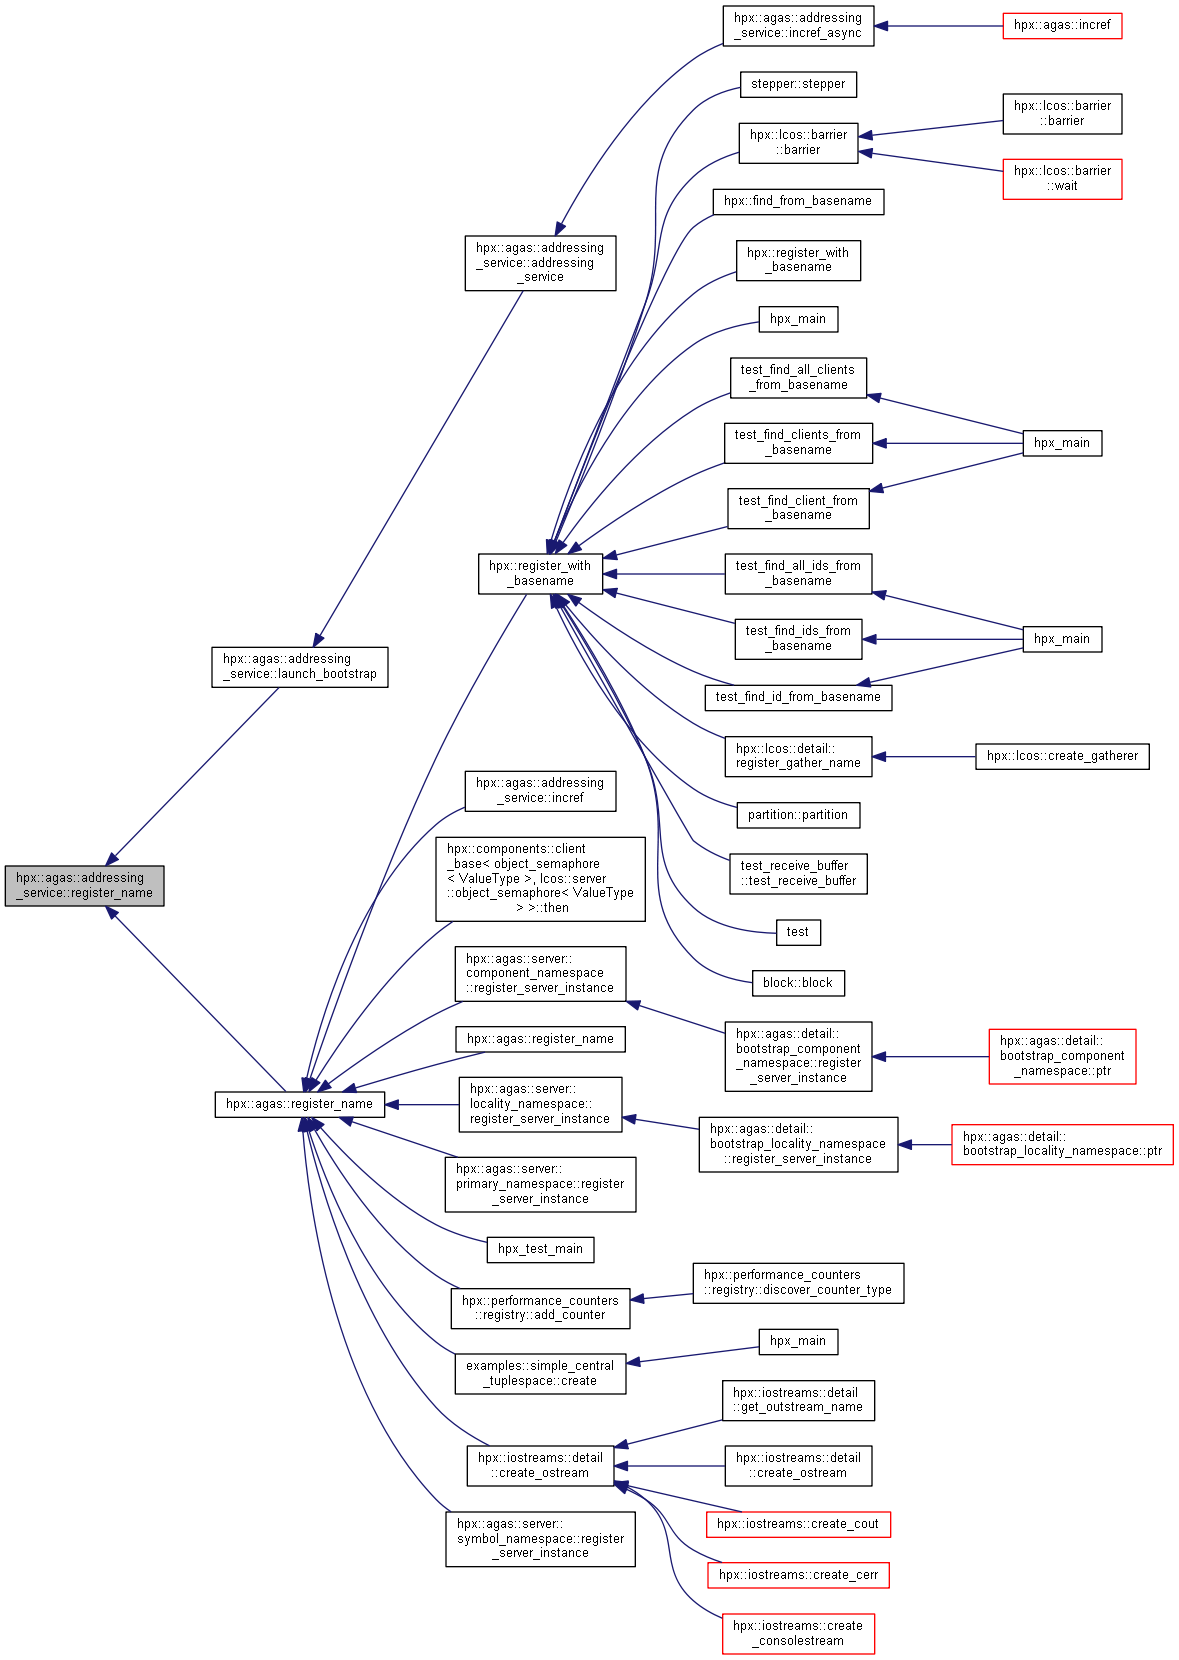 hpx::agas::addressing
_service::incref_async
hpx::agas::incref
stepper::stepper
hpx::lcos::barrier
::barrier
hpx::lcos::barrier
::barrier
hpx::lcos::barrier
::wait
hpx::find_from_basename
hpx::agas::addressing
_service::addressing
_service
hpx::register_with
_basename
hpx_main
test_find_all_clients
_from_basename
test_find_clients_from
_basename
hpx_main
test_find_client_from
_basename
hpx::register_with
_basename
test_find_all_ids_from
_basename
test_find_ids_from
_basename
hpx_main
test_find_id_from_basename
hpx::agas::addressing
_service::launch_bootstrap
hpx::lcos::detail::
register_gather_name
hpx::lcos::create_gatherer
hpx::agas::addressing
_service::incref
partition::partition
hpx::components::client
_base< object_semaphore
< ValueType >, lcos::server
::object_semaphore< ValueType
> >::then
test_receive_buffer
::test_receive_buffer
hpx::agas::addressing
_service::register_name
test
hpx::agas::server::
component_namespace
::register_server_instance
block::block
hpx::agas::register_name
hpx::agas::detail::
bootstrap_component
_namespace::register
_server_instance
hpx::agas::detail::
bootstrap_component
_namespace::ptr
hpx::agas::register_name
hpx::agas::server::
locality_namespace::
register_server_instance
hpx::agas::detail::
bootstrap_locality_namespace
::register_server_instance
hpx::agas::detail::
bootstrap_locality_namespace::ptr
hpx::agas::server::
primary_namespace::register
_server_instance
hpx_test_main
hpx::performance_counters
::registry::add_counter
hpx::performance_counters
::registry::discover_counter_type
examples::simple_central
_tuplespace::create
hpx_main
hpx::iostreams::detail
::get_outstream_name
hpx::iostreams::detail
::create_ostream
hpx::iostreams::detail
::create_ostream
hpx::agas::server::
symbol_namespace::register
_server_instance
hpx::iostreams::create_cout
hpx::iostreams::create_cerr
hpx::iostreams::create
_consolestream